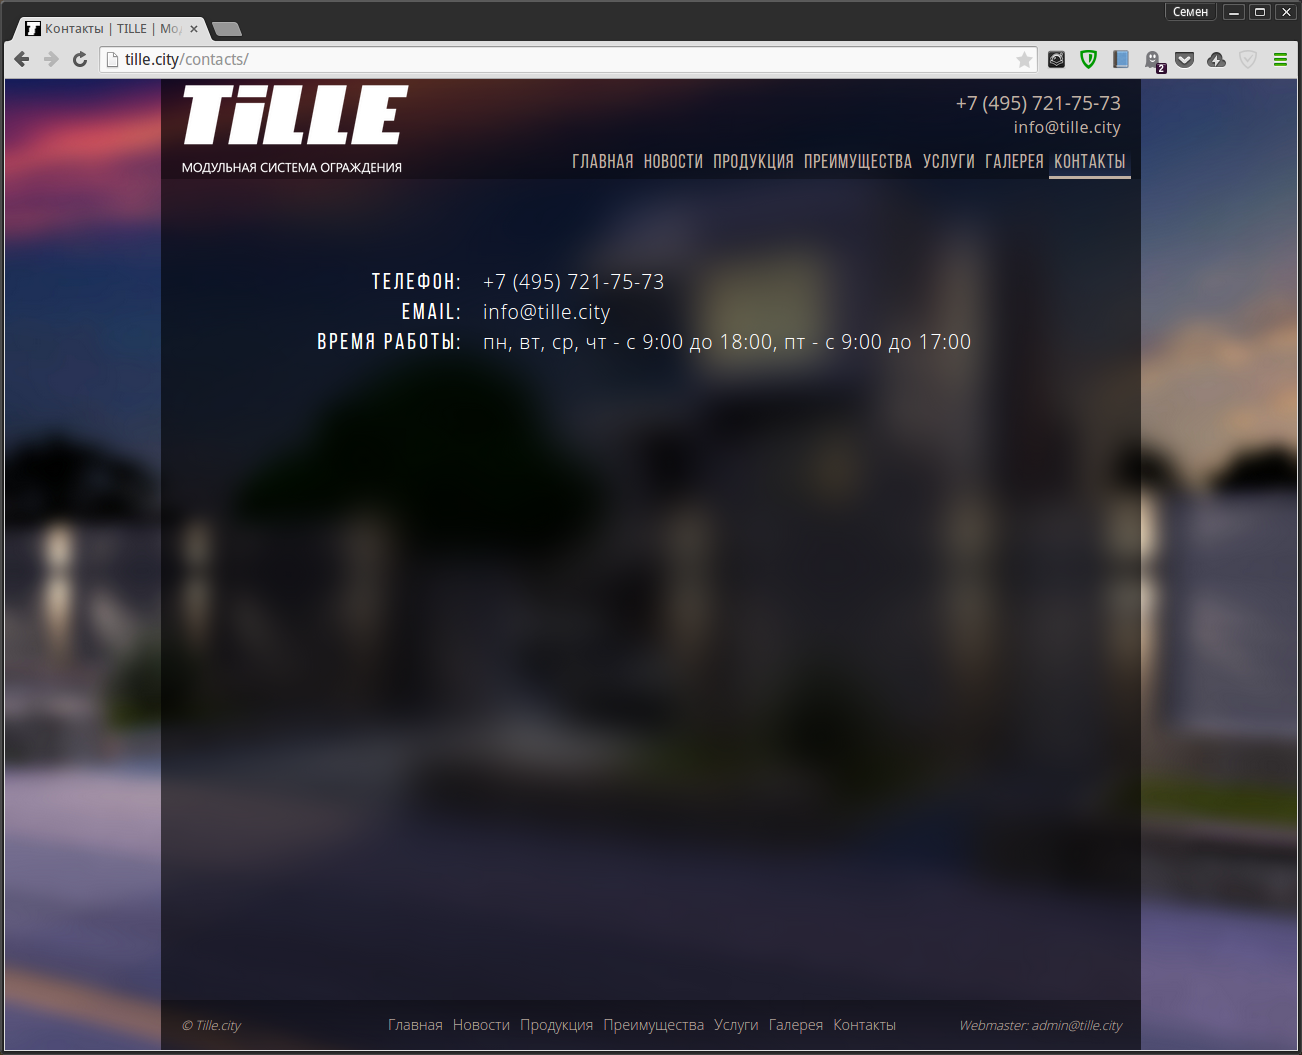 Семен
Контакты | TILLE | Мо
tille.city/contacts/
2
TiLLE
МОДУЛЬНАЯ СИСТЕМА ОГРАЖДЕНИЯ
+7 (495) 721-75-73
info@tille.city
ГЛАВНАЯ НОВОСТИ ПРОДУКЦИЯ ПРЕИМУЩЕСТВА УСЛУГИ ГАЛЕРЕЯ КОНТАКТЫ
ТЕЛЕФОН: +7 (495) 721-75-73
EMAIL: info@tille.city
ВРЕМЯ РАБОТЫ: пн, вт, ср, чт - с 9:00 до 18:00, пт - с 9:00 до 17:00
© Tille.city Главная Новости Продукция Преимущества Услуги Галерея Контакты Webmaster: admin@tille.city